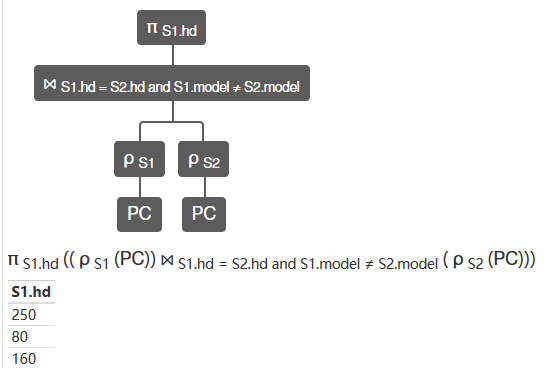 π S1.hd
⋈ S1.hd = S2.hd and S1.model ≠ S2.model
ρ S1 ρ S2
PC PC
π S1.hd (( ρ S1 (PC)) ⋈ S1.hd = S2.hd and S1.model ≠ S2.model ( ρ S2 (PC)))
S1.hd
250
80
160